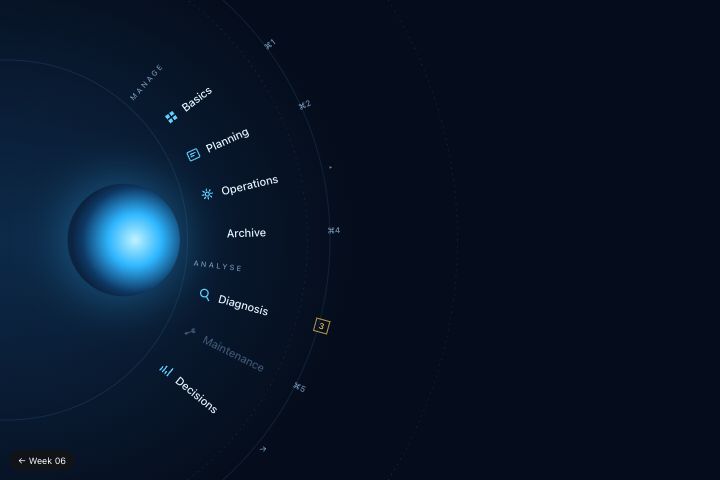 MANAGE
Basics ⌘1
Planning ⌘2
Operations
Archive ⌘4
ANALYSE
Diagnosis 3
Maintenance ⌘5
Decisions →
← Week 06